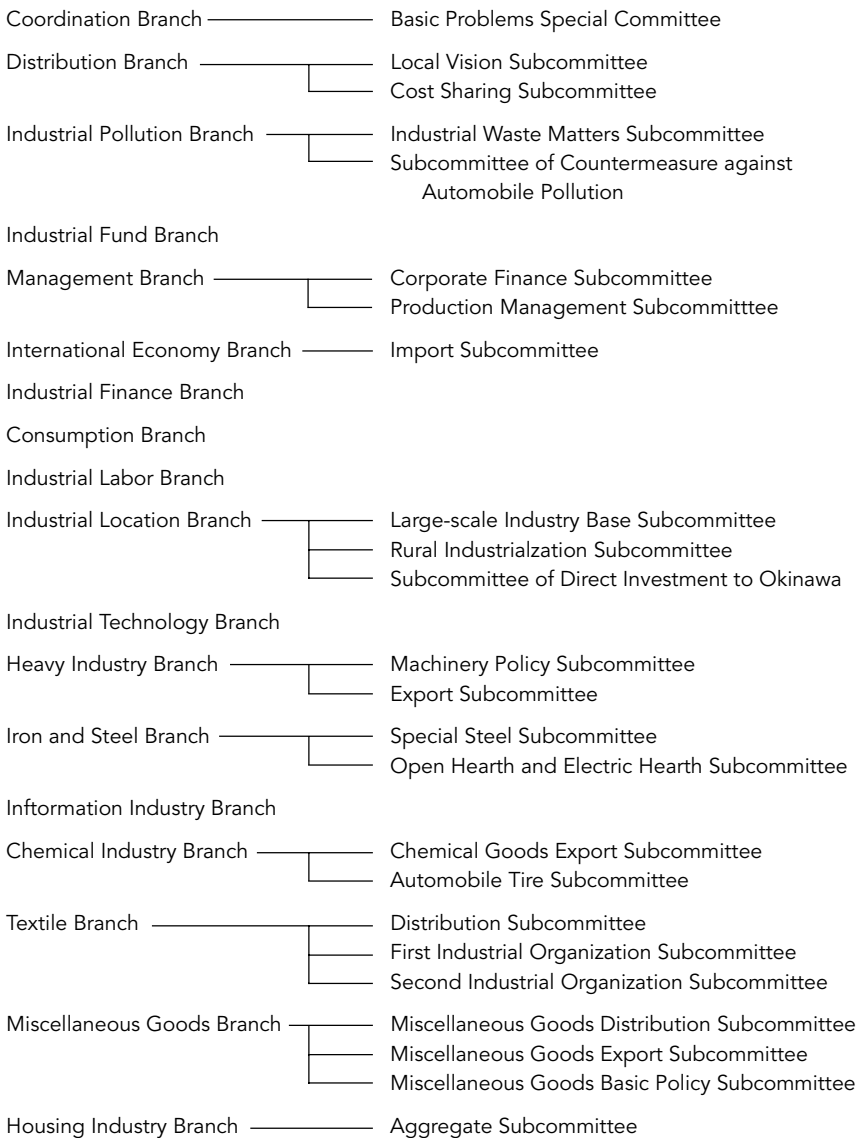 Coordination Branch Basic Problems Special Committee
Distribution Branch Local Vision Subcommittee
Cost Sharing Subcommittee
Industrial Pollution Branch Industrial Waste Matters Subcommittee
Subcommittee of Countermeasure against
Automobile Pollution
Industrial Fund Branch
Management Branch Corporate Finance Subcommittee
Production Management Subcommitttee
International Economy Branch Import Subcommittee
Industrial Finance Branch
Consumption Branch
Industrial Labor Branch
Industrial Location Branch Large-scale Industry Base Subcommittee
Rural Industrialzation Subcommittee
Subcommittee of Direct Investment to Okinawa
Industrial Technology Branch
Heavy Industry Branch Machinery Policy Subcommittee
Export Subcommittee
Iron and Steel Branch Special Steel Subcommittee
Open Hearth and Electric Hearth Subcommittee
Inftormation Industry Branch
Chemical Industry Branch Chemical Goods Export Subcommittee
Automobile Tire Subcommittee
Textile Branch Distribution Subcommittee
First Industrial Organization Subcommittee
Second Industrial Organization Subcommittee
Miscellaneous Goods Branch Miscellaneous Goods Distribution Subcommittee
Miscellaneous Goods Export Subcommittee
Miscellaneous Goods Basic Policy Subcommittee
Housing Industry Branch Aggregate Subcommittee